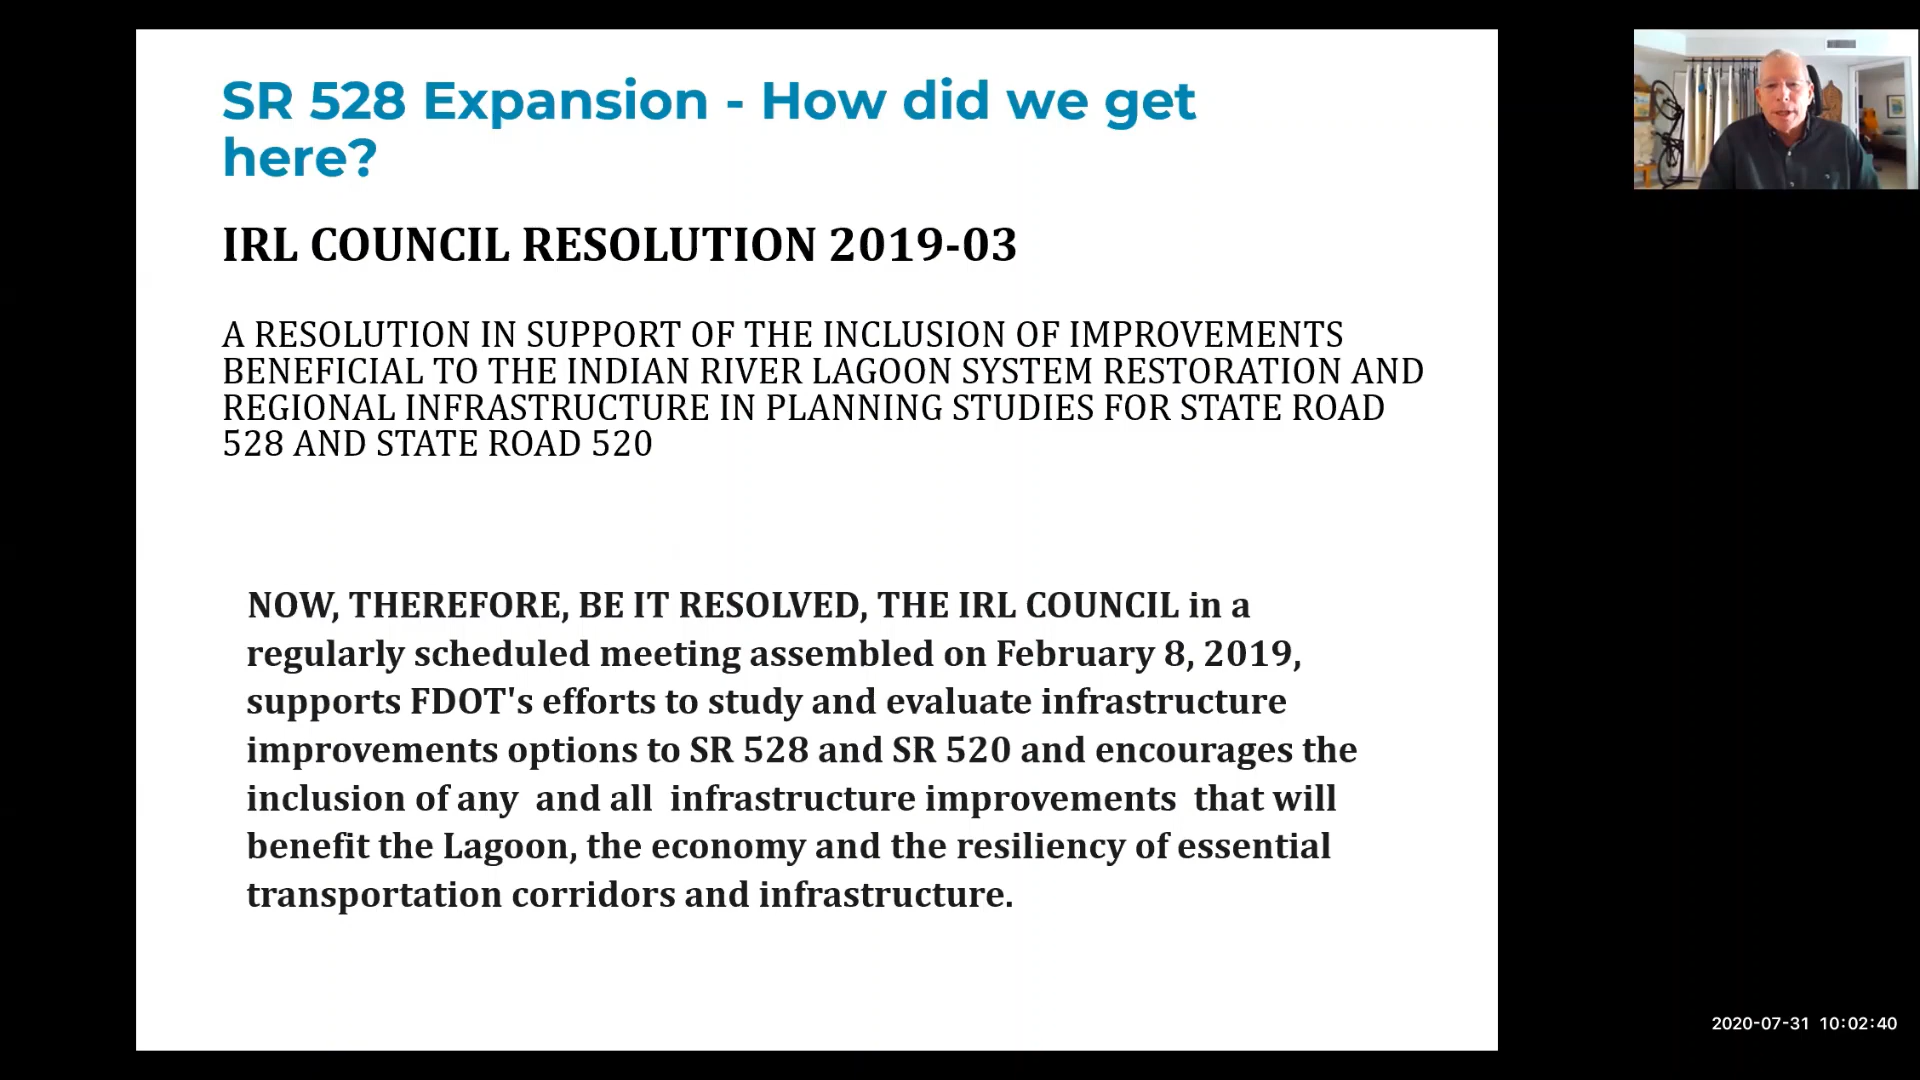 SR 528 Expansion - How did we get
here?
IRL COUNCIL RESOLUTION 2019-03
A RESOLUTION IN SUPPORT OF THE INCLUSION OF IMPROVEMENTS
BENEFICIAL TO THE INDIAN RIVER LAGOON SYSTEM RESTORATION AND
REGIONAL INFRASTRUCTURE IN PLANNING STUDIES FOR STATE ROAD
528 AND STATE ROAD 520
NOW, THEREFORE, BE IT RESOLVED, THE IRL COUNCIL in a
regularly scheduled meeting assembled on February 8, 2019,
supports FDOT's efforts to study and evaluate infrastructure
improvements options to SR 528 and SR 520 and encourages the
inclusion of any and all infrastructure improvements that will
benefit the Lagoon, the economy and the resiliency of essential
transportation corridors and infrastructure.
2020-07-31 10:02:40